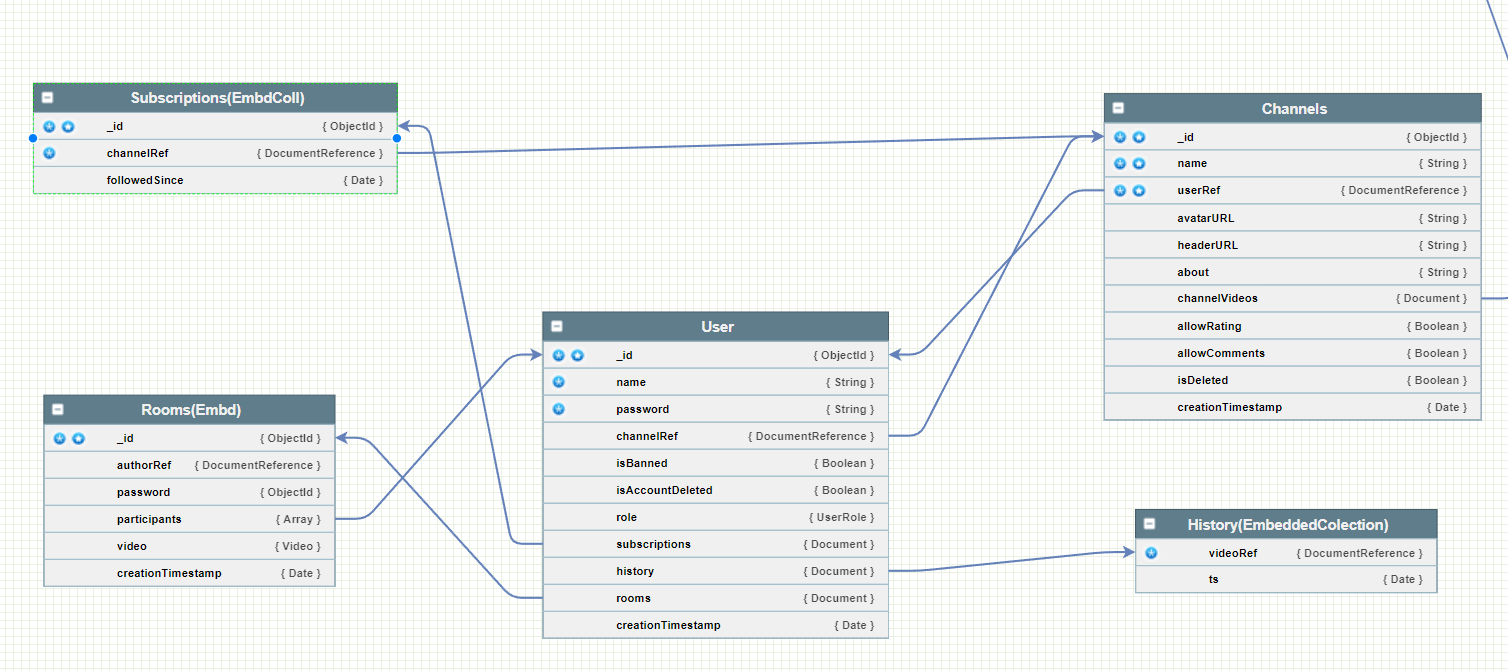 Subscriptions(EmbdColl)
_id { ObjectId }
channelRef { DocumentReference }
followedSince { Date }
Channels
_id { ObjectId }
name { String }
userRef { DocumentReference }
avatarURL { String }
headerURL { String }
about { String }
channelVideos { Document }
allowRating { Boolean }
allowComments { Boolean }
isDeleted { Boolean }
creationTimestamp { Date }
User
_id { ObjectId }
name { String }
password { String }
channelRef { DocumentReference }
isBanned { Boolean }
isAccountDeleted { Boolean }
role { UserRole }
subscriptions { Document }
history { Document }
rooms { Document }
creationTimestamp { Date }
Rooms(Embd)
_id { ObjectId }
authorRef { DocumentReference }
password { ObjectId }
participants { Array }
video { Video }
creationTimestamp { Date }
History(EmbeddedColection)
videoRef { DocumentReference }
ts { Date }